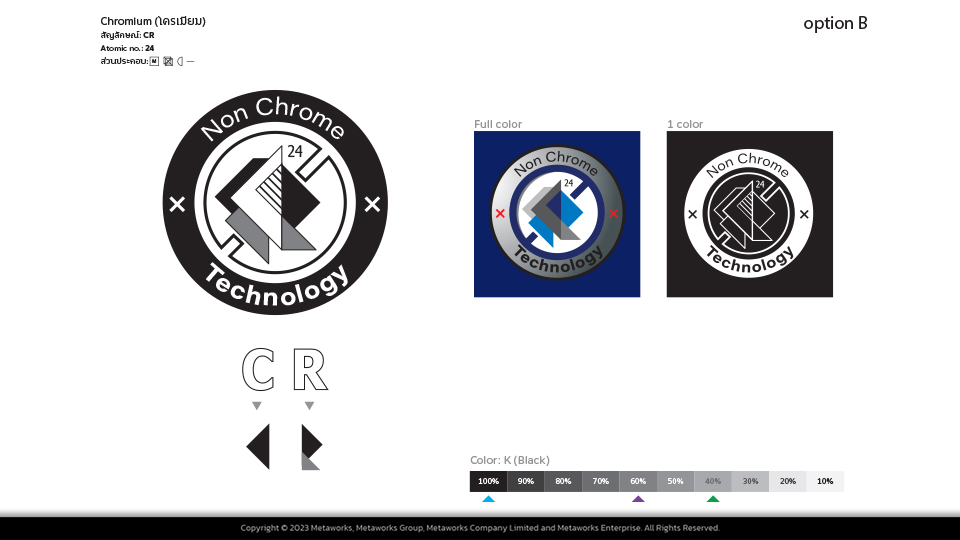 Chromium (โครเมียม)
สัญลักษณ์: CR
Atomic no.: 24
ส่วนประกอบ:
option B
Non Chrome
24
Technology
Full color
Non Chrome
24
Technology
1 color
Non Chrome
24
Technology
C R
Color: K (Black)
100% 90% 80% 70% 60% 50% 40% 30% 20% 10%
Copyright © 2023 Metaworks, Metaworks Group, Metaworks Company Limited and Metaworks Enterprise. All Rights Reserved.